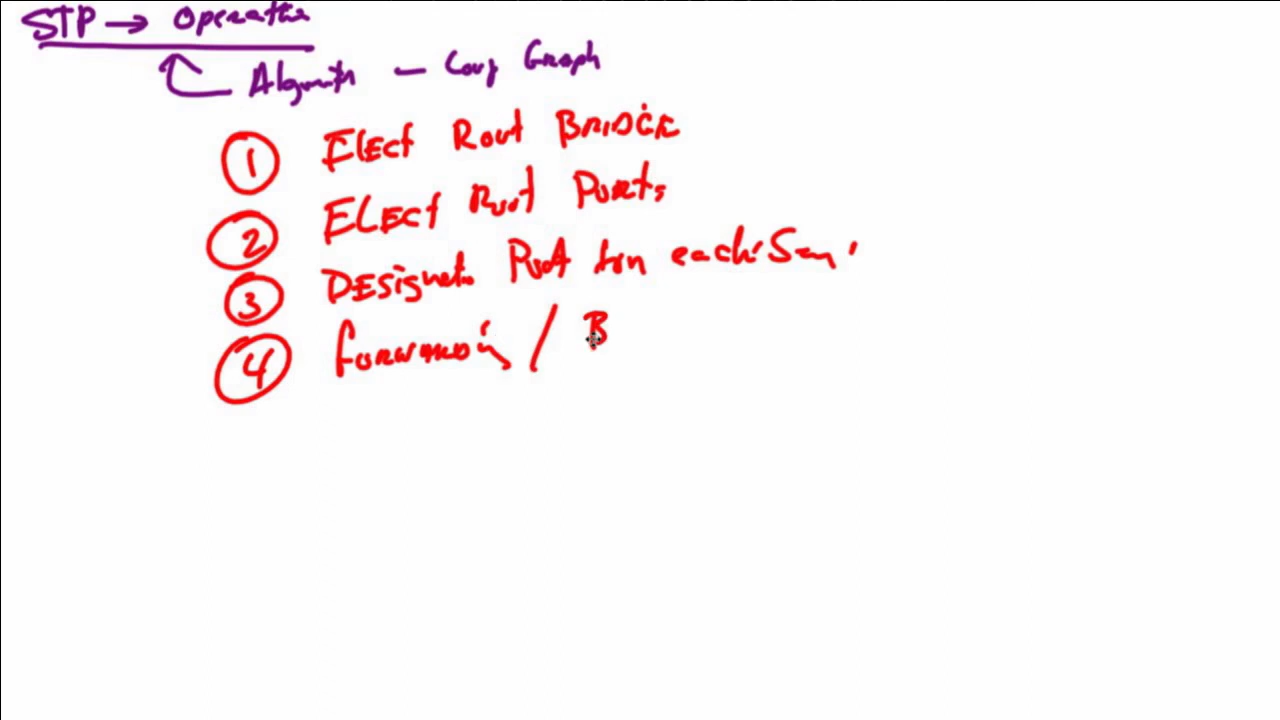 STP → Operation
Algorithm - Graph
1 Elect Root BRIDGE
2 ELECT Root Ports
3 DESignate Port for each Seg.
4 forwarding / B